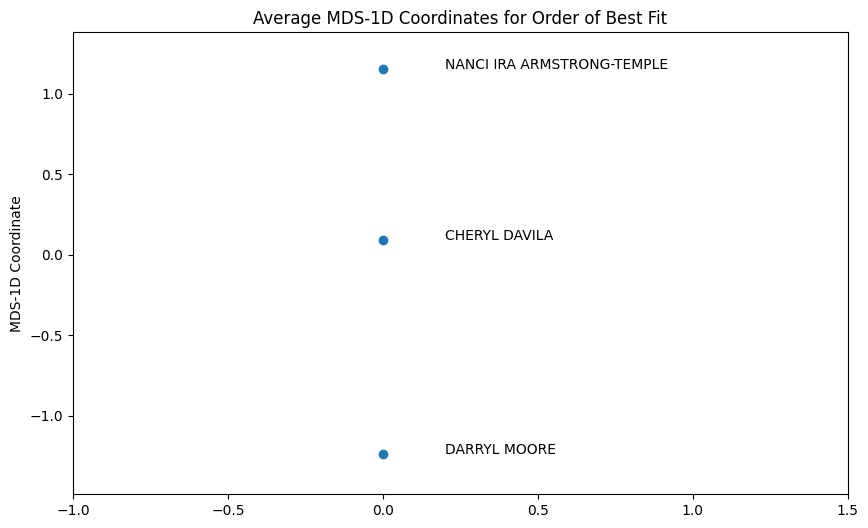 Average MDS-1D Coordinates for Order of Best Fit
NANCI IRA ARMSTRONG-TEMPLE
1.0
0.5
CHERYL DAVILA
0.0
MDS-1D Coordinate
−0.5
−1.0
DARRYL MOORE
−1.0 −0.5 0.0 0.5 1.0 1.5